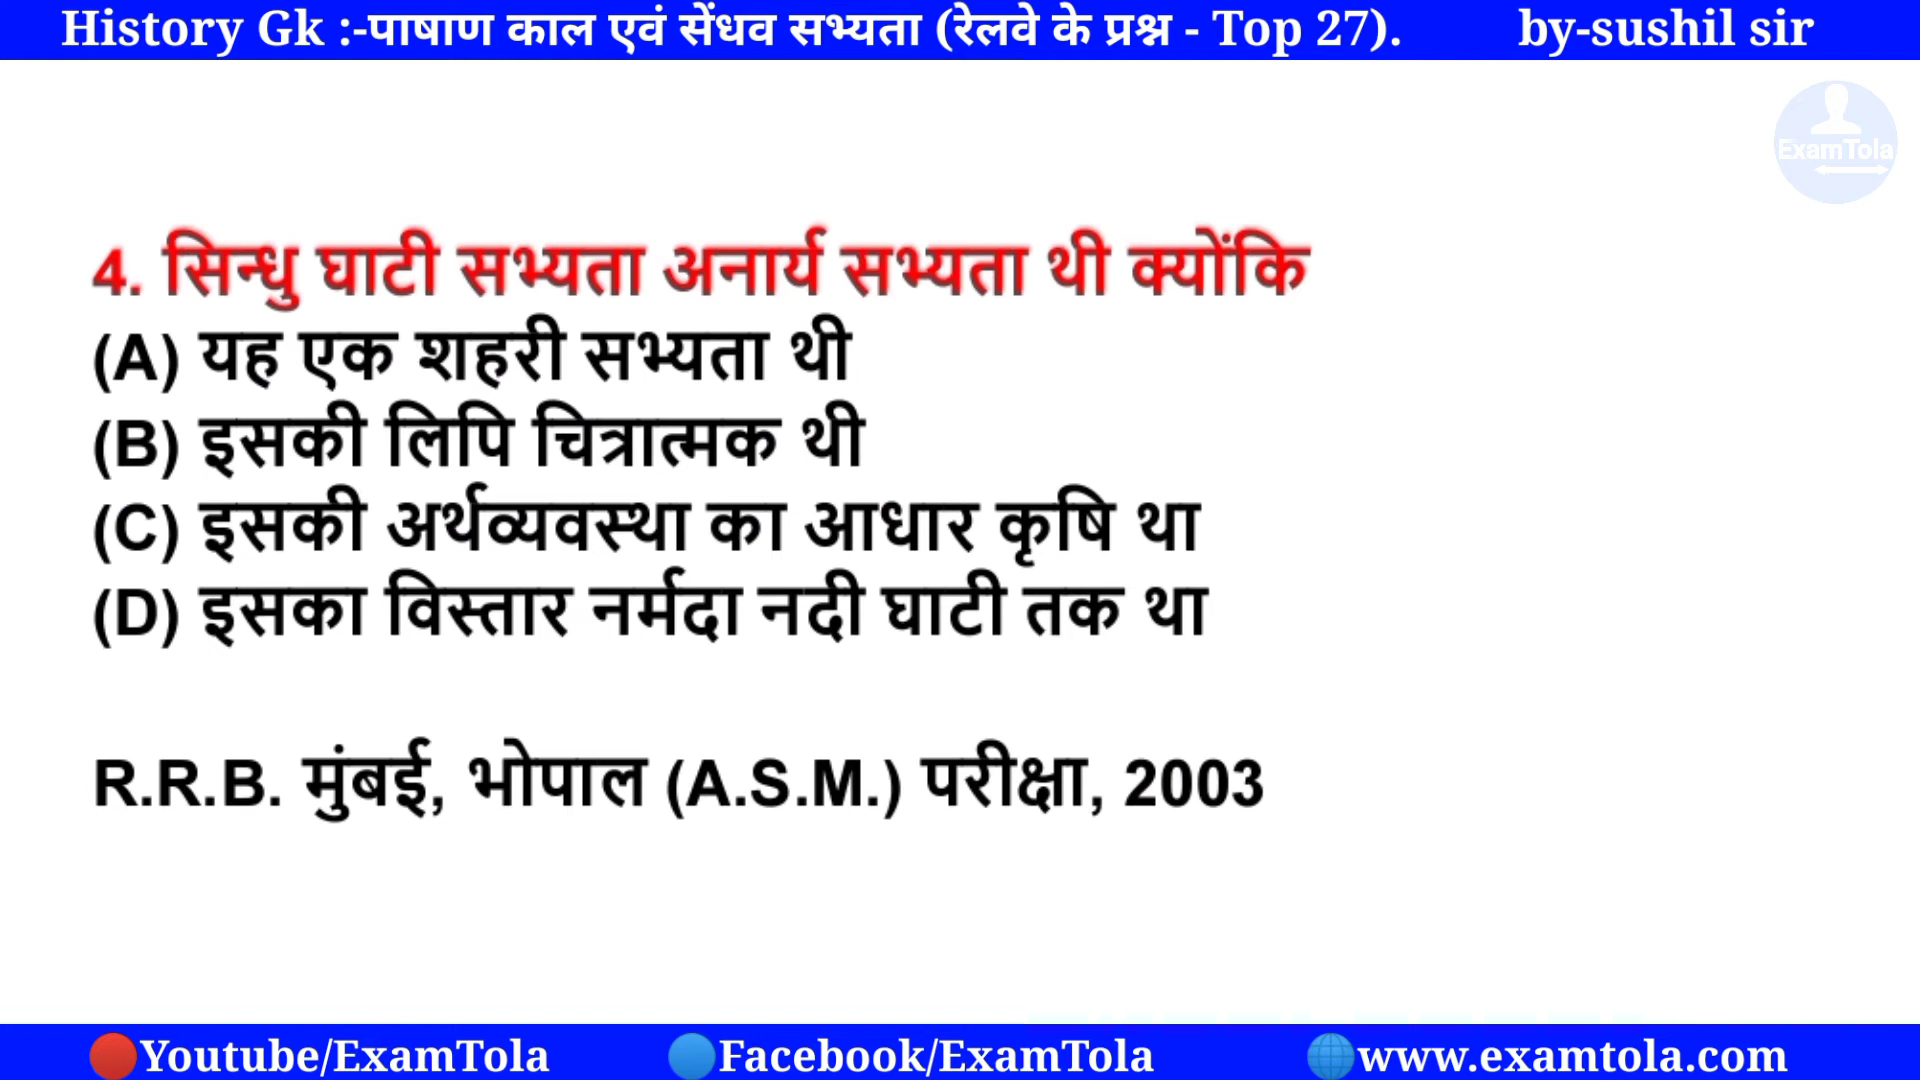 History Gk :-पाषाण काल एवं सेंधव सभ्यता (रेलवे के प्रश्न - Top 27). by-sushil sir
ExamTola
4. सिन्धु घाटी सभ्यता अनार्य सभ्यता थी क्योंकि
(A) यह एक शहरी सभ्यता थी
(B) इसकी लिपि चित्रात्मक थी
(C) इसकी अर्थव्यवस्था का आधार कृषि था
(D) इसका विस्तार नर्मदा नदी घाटी तक था
R.R.B. मुंबई, भोपाल (A.S.M.) परीक्षा, 2003
Youtube/ExamTola Facebook/ExamTola www.examtola.com